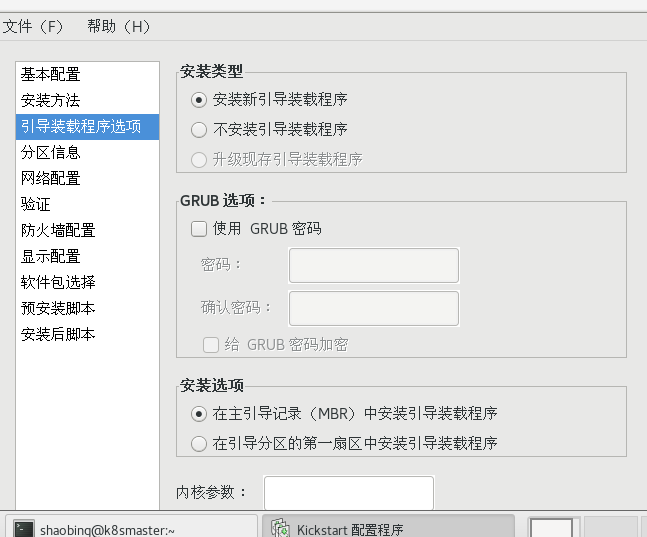 文件（F） 帮助（H）
基本配置
安装方法
引导装载程序选项
分区信息
网络配置
验证
防火墙配置
显示配置
软件包选择
预安装脚本
安装后脚本
安装类型
安装新引导装载程序
不安装引导装载程序
升级现存引导装载程序
GRUB 选项：
使用 GRUB 密码
密码：
确认密码：
给 GRUB 密码加密
安装选项
在主引导记录（MBR）中安装引导装载程序
在引导分区的第一扇区中安装引导装载程序
内核参数：
shaobinq@k8smaster:~ Kickstart 配置程序